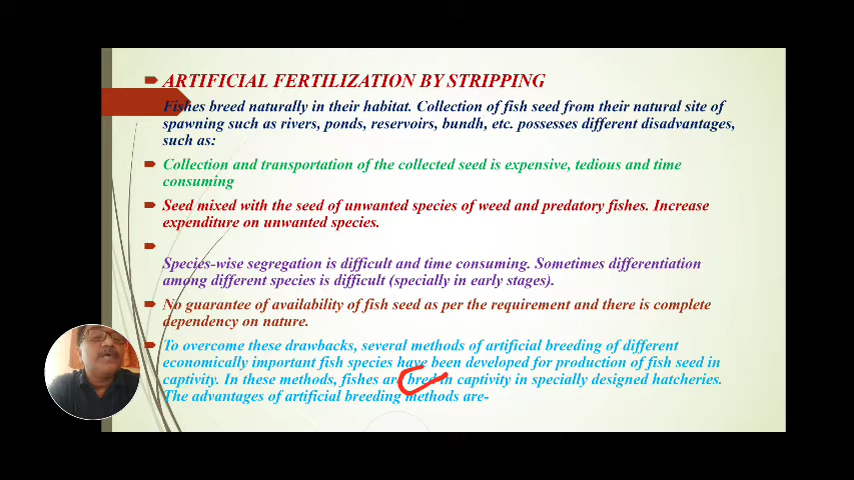 ARTIFICIAL FERTILIZATION BY STRIPPING
Fishes breed naturally in their habitat. Collection of fish seed from their natural site of
spawning such as rivers, ponds, reservoirs, bundh, etc. possesses different disadvantages,
such as:
Collection and transportation of the collected seed is expensive, tedious and time
consuming
Seed mixed with the seed of unwanted species of weed and predatory fishes. Increase
expenditure on unwanted species.
Species-wise segregation is difficult and time consuming. Sometimes differentiation
among different species is difficult (specially in early stages).
No guarantee of availability of fish seed as per the requirement and there is complete
dependency on nature.
To overcome these drawbacks, several methods of artificial breeding of different
economically important fish species have been developed for production of fish seed in
captivity. In these methods, fishes are bred in captivity in specially designed hatcheries.
The advantages of artificial breeding methods are-